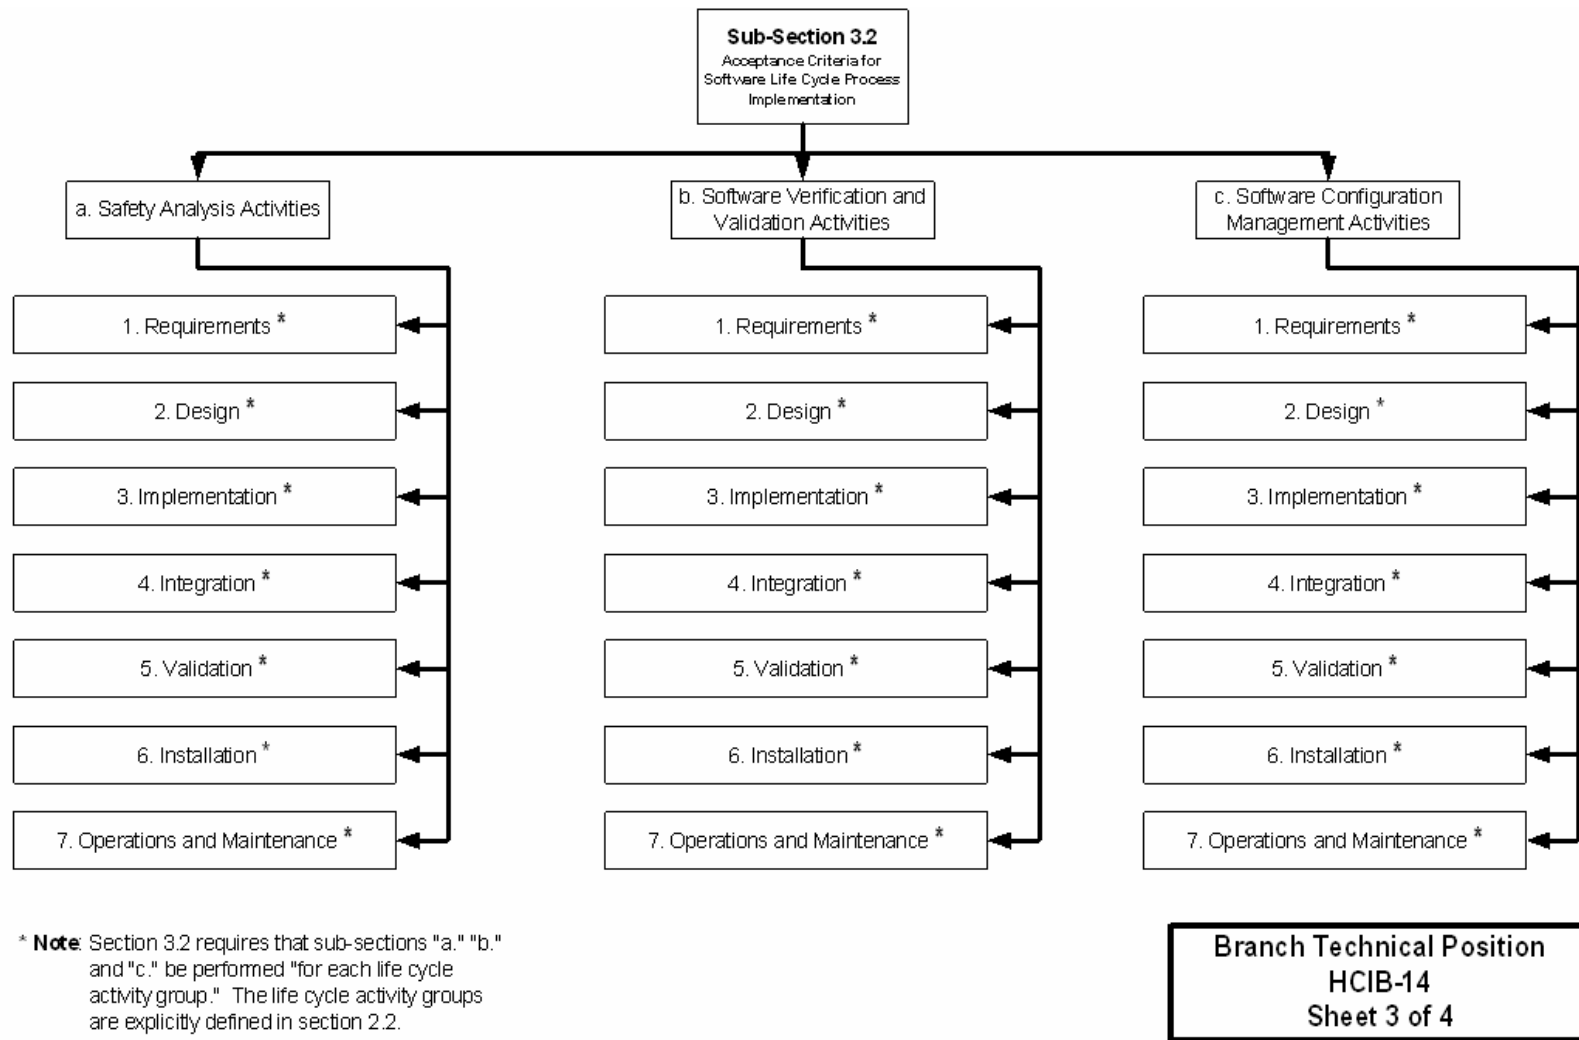 Sub-Section 3.2
Acceptance Criteria for
Software Life Cycle Process
Implementation
a. Safety Analysis Activities
b. Software Verification and
Validation Activities
c. Software Configuration
Management Activities
1. Requirements *
2. Design *
3. Implementation *
4. Integration *
5. Validation *
6. Installation *
7. Operations and Maintenance *
1. Requirements *
2. Design *
3. Implementation *
4. Integration *
5. Validation *
6. Installation *
7. Operations and Maintenance *
1. Requirements *
2. Design *
3. Implementation *
4. Integration *
5. Validation *
6. Installation *
7. Operations and Maintenance *
* Note: Section 3.2 requires that sub-sections "a." "b."
and "c." be performed "for each life cycle
activity group." The life cycle activity groups
are explicitly defined in section 2.2.
Branch Technical Position
HCIB-14
Sheet 3 of 4